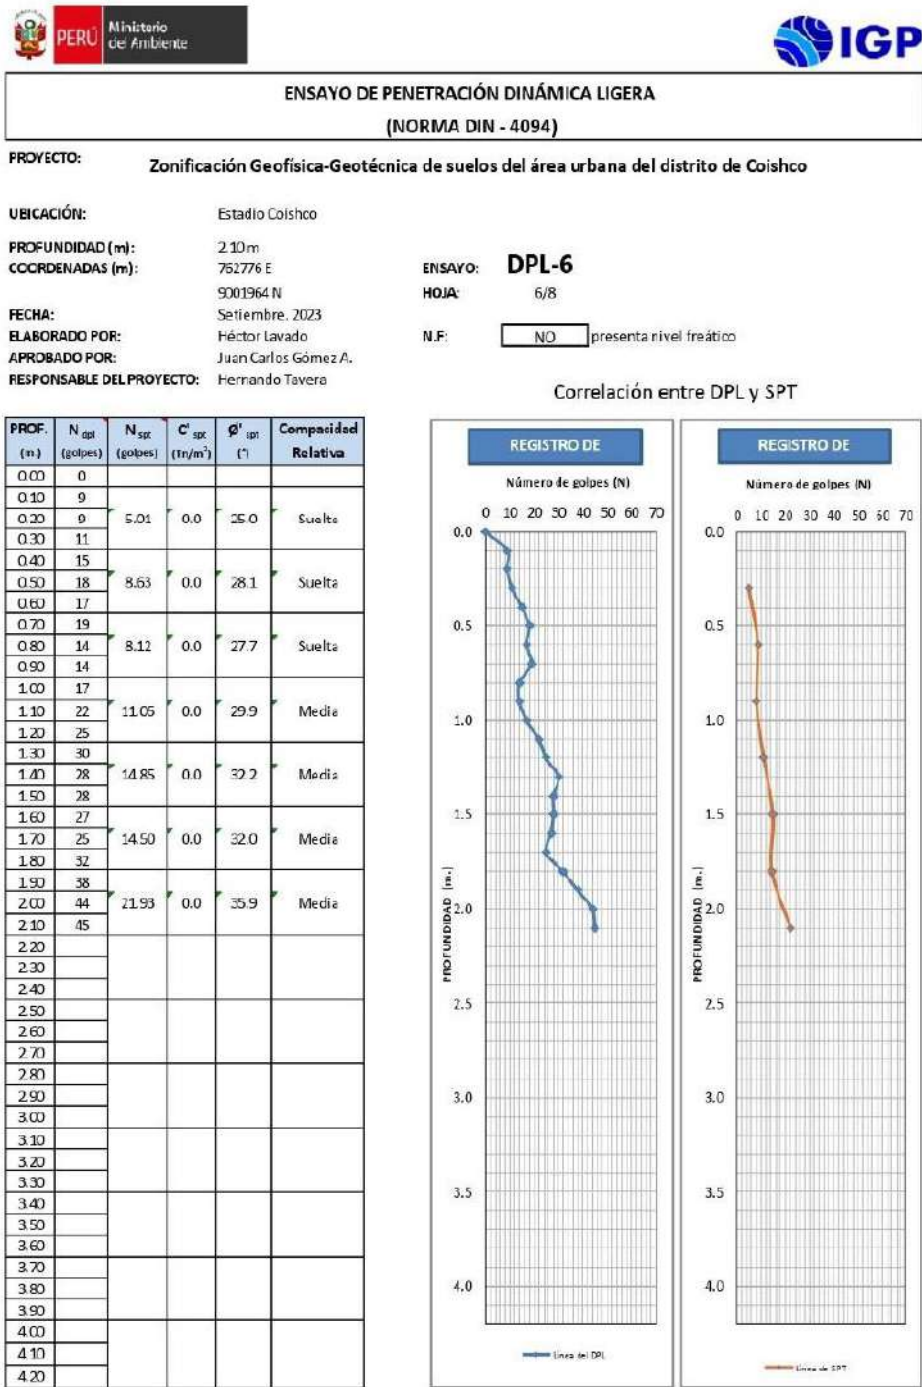 PERÚ Ministerio del Ambiente
IGP
ENSAYO DE PENETRACIÓN DINÁMICA LIGERA
(NORMA DIN - 4094)
PROYECTO: Zonificación Geofísica-Geotécnica de suelos del área urbana del distrito de Coishco
UBICACIÓN: Estadio Coishco
PROFUNDIDAD (m): 2.10 m
COORDENADAS (m): 762776 E ENSAYO: DPL-6
9001964 N HOJA: 6/8
FECHA: Setiembre, 2023
ELABORADO POR: Héctor Lavado N.F: NO presenta nivel freático
APROBADO POR: Juan Carlos Gómez A.
RESPONSABLE DEL PROYECTO: Hernando Tavera
Correlación entre DPL y SPT
PROF. N dpl N spt C' spt Ø' spt Compacidad
(m) (golpes) (golpes) (Tn/m²) (°) Relativa
0.00 0
0.10 9
0.20 9 5.01 0.0 25.0 Suelta
0.30 11
0.40 15
0.50 18 8.63 0.0 28.1 Suelta
0.60 17
0.70 19
0.80 14 8.12 0.0 27.7 Suelta
0.90 14
1.00 17
1.10 22 11.05 0.0 29.9 Media
1.20 25
1.30 30
1.40 28 14.85 0.0 32.2 Media
1.50 28
1.60 27
1.70 25 14.50 0.0 32.0 Media
1.80 32
1.90 38
2.00 44 21.93 0.0 35.9 Media
2.10 45
2.20
2.30
2.40
2.50
2.60
2.70
2.80
2.90
3.00
3.10
3.20
3.30
3.40
3.50
3.60
3.70
3.80
3.90
4.00
4.10
4.20
REGISTRO DE
Número de golpes (N)
0 10 20 30 40 50 60 70
0.0
0.5
1.0
1.5
2.0
2.5
3.0
3.5
4.0
PROFUNDIDAD (m.)
Línea del DPL
REGISTRO DE
Número de golpes (N)
0 10 20 30 40 50 60 70
0.0
0.5
1.0
1.5
2.0
2.5
3.0
3.5
4.0
PROFUNDIDAD (m.)
Línea de SPT